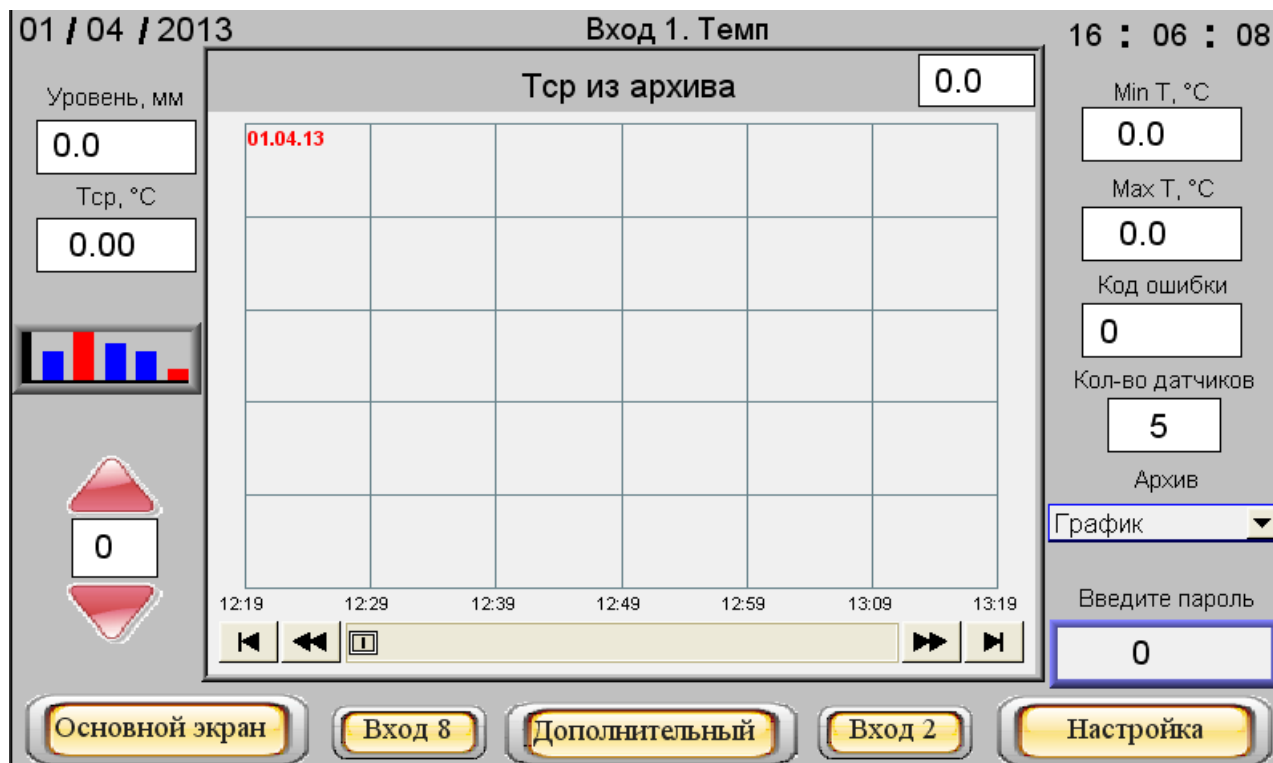 01 / 04 / 2013
Вход 1. Темп
16 : 06 : 08
Уровень, мм
0.0
Тср, °C
0.00
0
Тср из архива
0.0
01.04.13
12:19 12:29 12:39 12:49 12:59 13:09 13:19
Min T, °C
0.0
Max T, °C
0.0
Код ошибки
0
Кол-во датчиков
5
Архив
График
Введите пароль
0
Основной экран
Вход 8
Дополнительный
Вход 2
Настройка